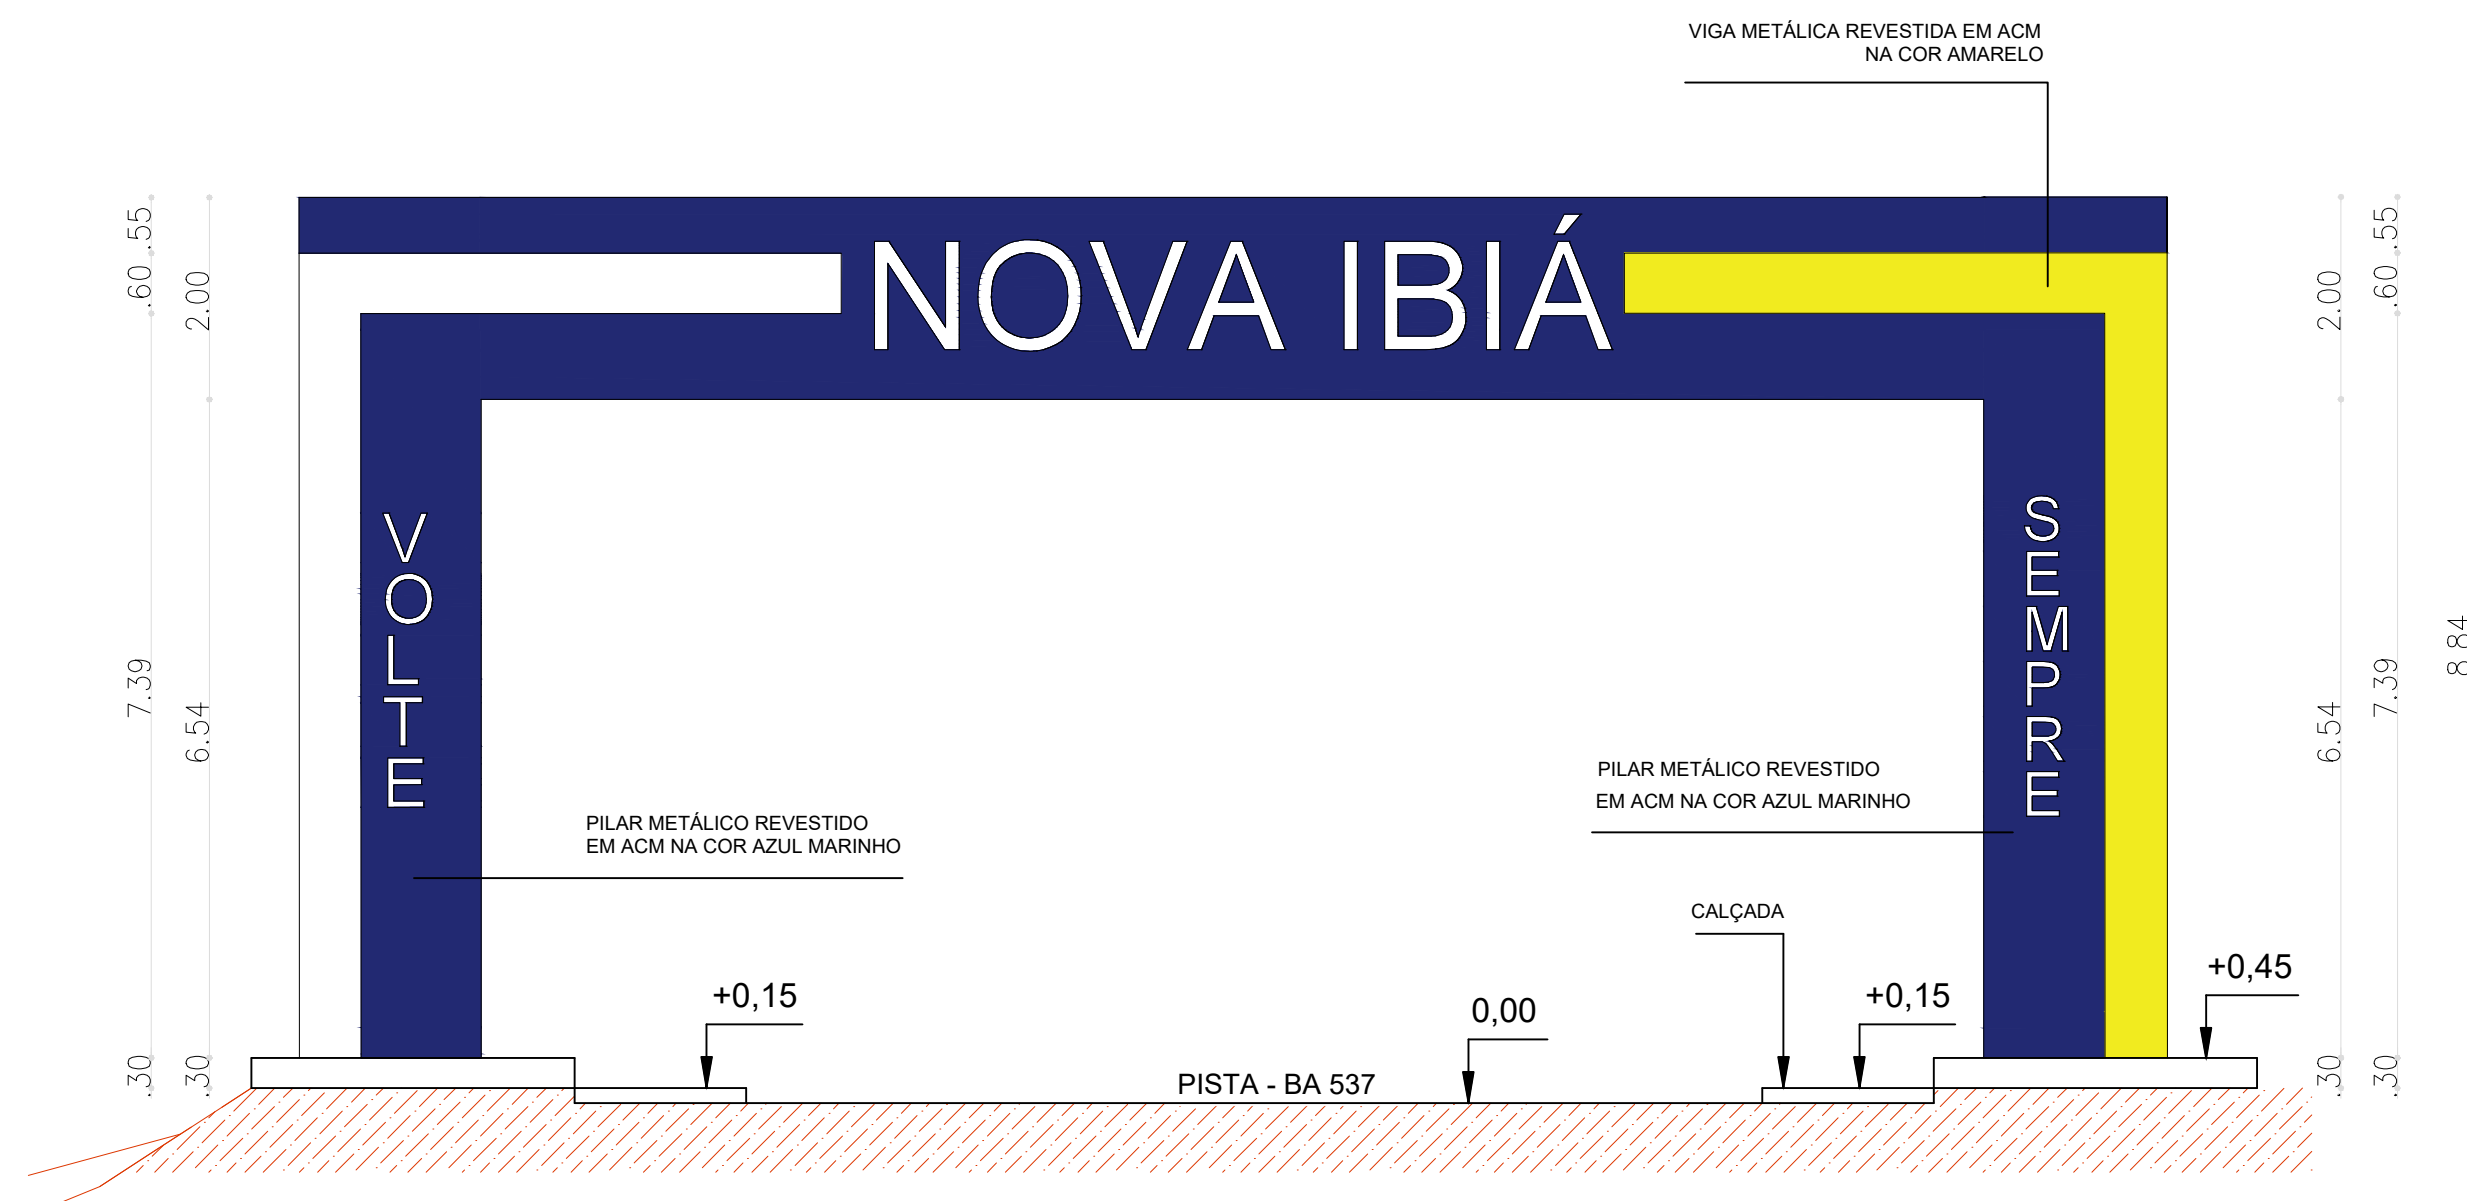 VIGA METÁLICA REVESTIDA EM ACM
NA COR AMARELO
NOVA IBIÁ
VOLTE
SEMPRE
PILAR METÁLICO REVESTIDO
EM ACM NA COR AZUL MARINHO
PILAR METÁLICO REVESTIDO
EM ACM NA COR AZUL MARINHO
CALÇADA
+0,15
0,00
+0,15
+0,45
PISTA - BA 537
.55
.60
7.39
.30
2.00
6.54
.30
2.00
6.54
.30
.55
.60
7.39
.30
8.84